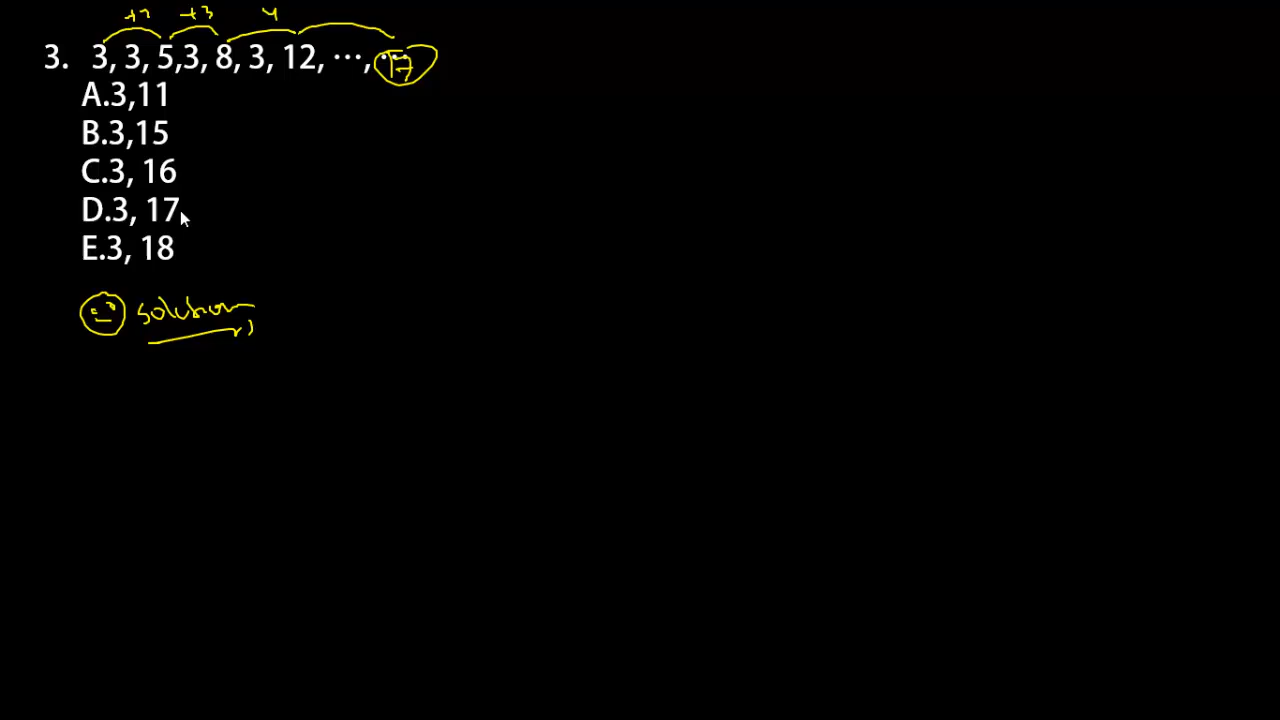 +2 +3 4
3. 3, 3, 5,3, 8, 3, 12, ..., 17
A.3,11
B.3,15
C.3, 16
D.3, 17
E.3, 18
solution